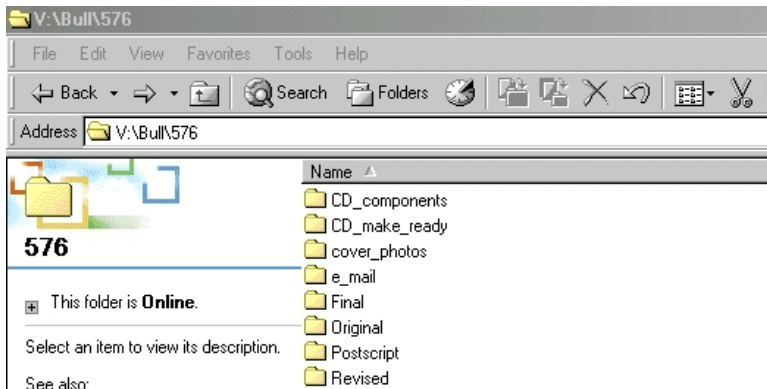 V:\Bull\576
File Edit View Favorites Tools Help
Back Search Folders
Address V:\Bull\576
Name
CD_components
CD_make_ready
576
cover_photos
e_mail
This folder is Online.
Final
Original
Select an item to view its description.
Postscript
See also:
Revised